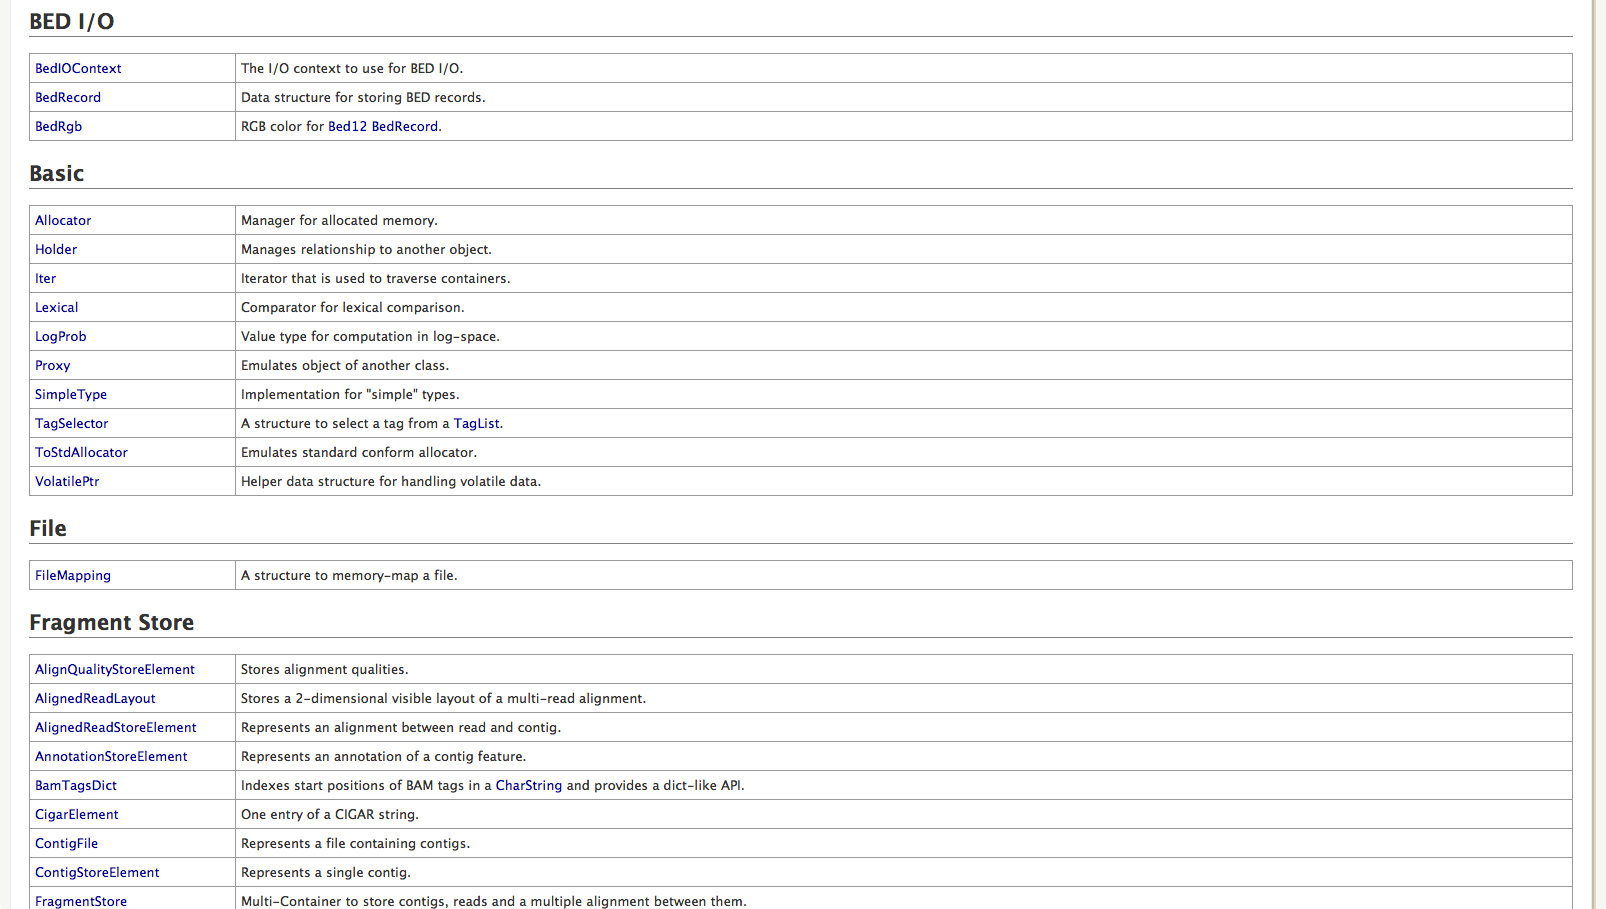 BED I/O
BedIOContext The I/O context to use for BED I/O.
BedRecord Data structure for storing BED records.
BedRgb RGB color for Bed12 BedRecord.
Basic
Allocator Manager for allocated memory.
Holder Manages relationship to another object.
Iter Iterator that is used to traverse containers.
Lexical Comparator for lexical comparison.
LogProb Value type for computation in log-space.
Proxy Emulates object of another class.
SimpleType Implementation for "simple" types.
TagSelector A structure to select a tag from a TagList.
ToStdAllocator Emulates standard conform allocator.
VolatilePtr Helper data structure for handling volatile data.
File
FileMapping A structure to memory-map a file.
Fragment Store
AlignQualityStoreElement Stores alignment qualities.
AlignedReadLayout Stores a 2-dimensional visible layout of a multi-read alignment.
AlignedReadStoreElement Represents an alignment between read and contig.
AnnotationStoreElement Represents an annotation of a contig feature.
BamTagsDict Indexes start positions of BAM tags in a CharString and provides a dict-like API.
CigarElement One entry of a CIGAR string.
ContigFile Represents a file containing contigs.
ContigStoreElement Represents a single contig.
FragmentStore Multi-Container to store contigs, reads and a multiple alignment between them.